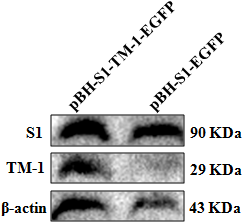 pBH-S1-TM-1-EGFP
pBH-S1-EGFP
S1 90 KDa
TM-1 29 KDa
β-actin 43 KDa